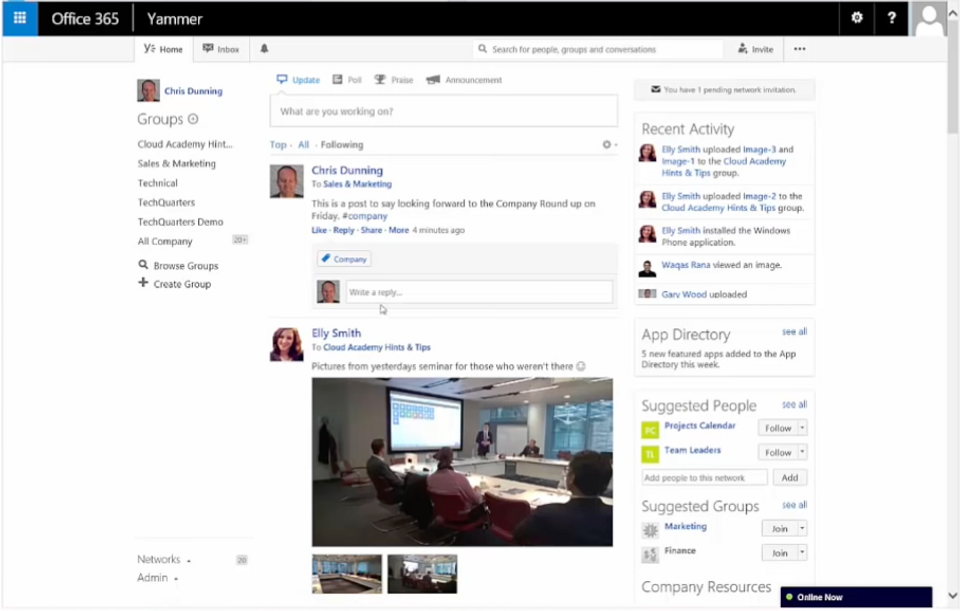 Office 365
Yammer
?
Home
Inbox
Search for people, groups and conversations
Invite
Chris Dunning
Groups
Cloud Academy Hint...
Sales & Marketing
Technical
TechQuarters
TechQuarters Demo
All Company
20+
Browse Groups
Create Group
Networks
20
Admin
Update
Poll
Praise
Announcement
What are you working on?
Top · All · Following
Chris Dunning
To Sales & Marketing
This is a post to say looking forward to the Company Round up on
Friday. #company
Like · Reply · Share · More 4 minutes ago
Company
Write a reply...
Elly Smith
To Cloud Academy Hints & Tips
Pictures from yesterdays seminar for those who weren't there
You have 1 pending network invitation.
Recent Activity
Elly Smith uploaded Image-3 and
Image-1 to the Cloud Academy
Hints & Tips group.
Elly Smith uploaded Image-2 to the
Cloud Academy Hints & Tips group.
Elly Smith installed the Windows
Phone application.
Waqas Rana viewed an image.
Gary Wood uploaded
App Directory
see all
5 new featured apps added to the App
Directory this week.
Suggested People
see all
PC
Projects Calendar
Follow
TL
Team Leaders
Follow
Add people to this network
Add
Suggested Groups
see all
Marketing
Join
Finance
Join
Company Resources
Online Now